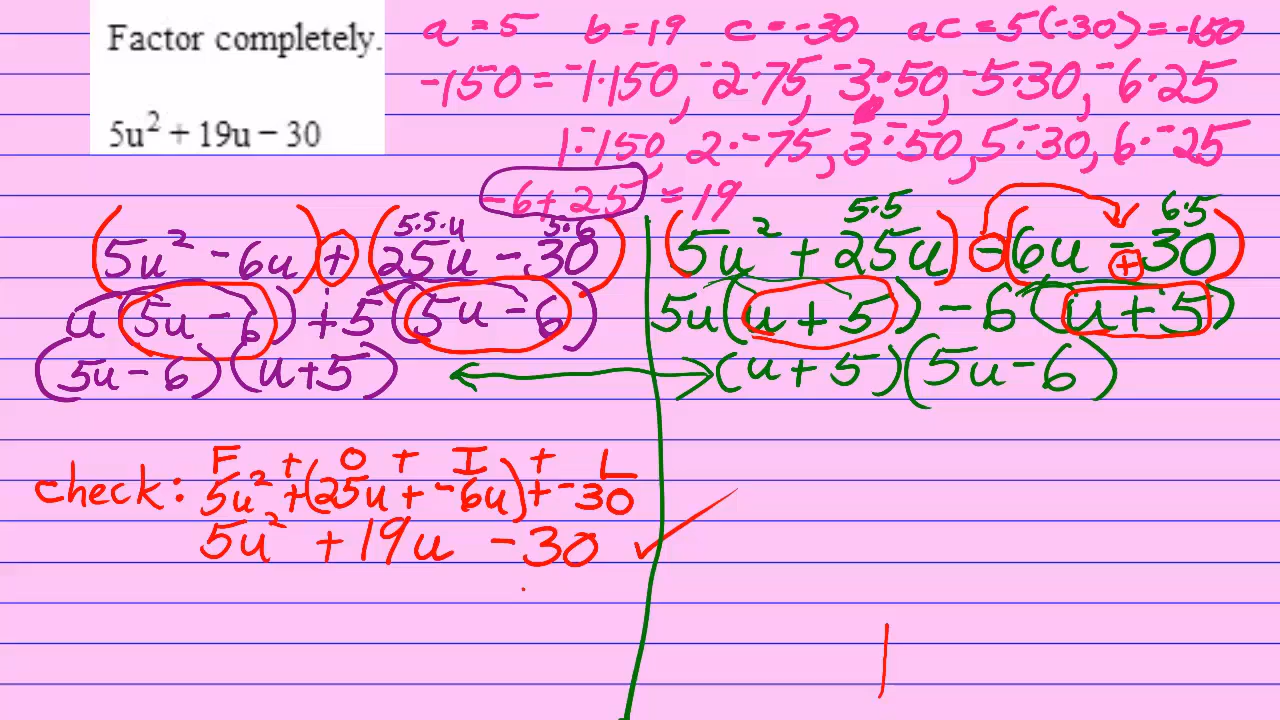 Factor completely.
5u² + 19u − 30
a = 5   b = 19   c = -30   ac = 5(-30) = -150
-150 = -1·150, -2·75, -3·50, -5·30, -6·25
1·-150, 2·-75, 3·-50, 5·-30, 6·-25
-6 + 25 = 19
5·5·u   5·6
(5u² - 6u) + (25u - 30)
u(5u - 6) + 5(5u - 6)
(5u - 6)(u + 5)
5·5   6·5
(5u² + 25u) - (6u - + 30)
5u(u + 5) - 6(u + 5)
(u + 5)(5u - 6)
F + O + I + L
check: 5u² + (25u + -6u) + -30
5u² + 19u - 30 ✓